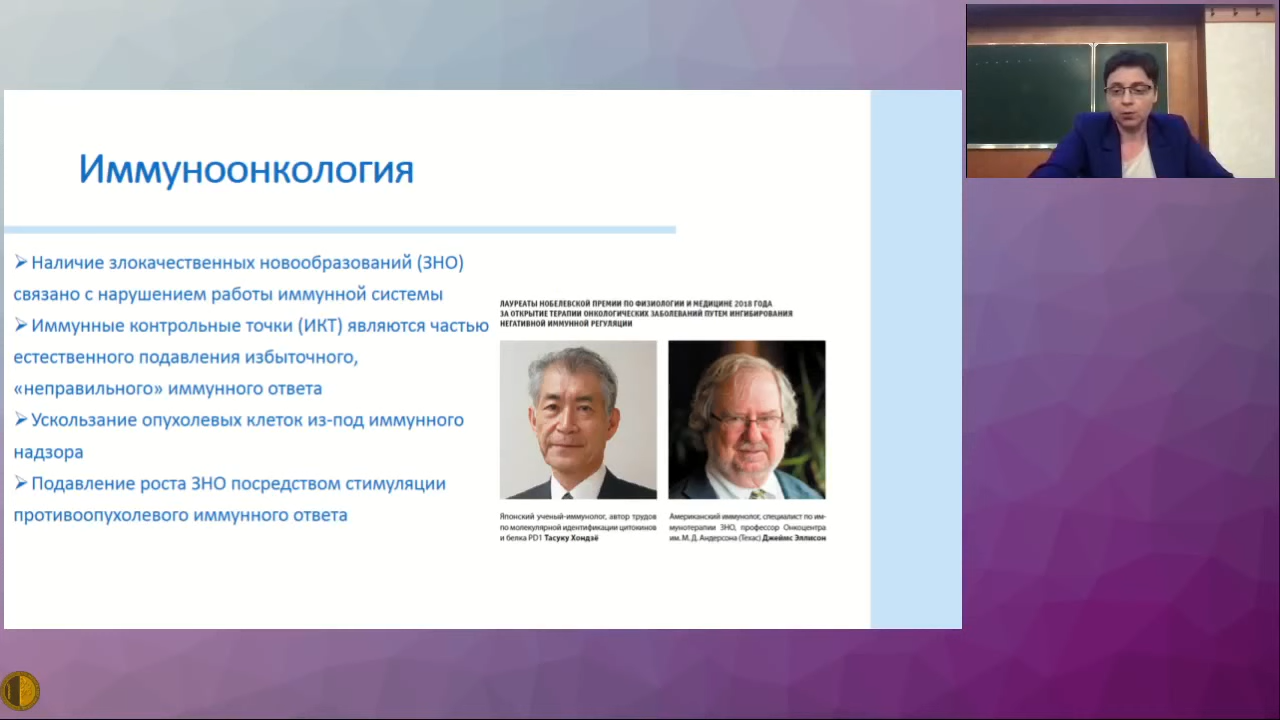 Иммуноонкология
➢Наличие злокачественных новообразований (ЗНО)
связано с нарушением работы иммунной системы
➢Иммунные контрольные точки (ИКТ) являются частью
естественного подавления избыточного,
«неправильного» иммунного ответа
➢Ускользание опухолевых клеток из-под иммунного
надзора
➢Подавление роста ЗНО посредством стимуляции
противоопухолевого иммунного ответа
ЛАУРЕАТЫ НОБЕЛЕВСКОЙ ПРЕМИИ ПО ФИЗИОЛОГИИ И МЕДИЦИНЕ 2018 ГОДА
ЗА ОТКРЫТИЕ ТЕРАПИИ ОНКОЛОГИЧЕСКИХ ЗАБОЛЕВАНИЙ ПУТЕМ ИНГИБИРОВАНИЯ
НЕГАТИВНОЙ ИММУННОЙ РЕГУЛЯЦИИ
Японский ученый-иммунолог, автор трудов
по молекулярной идентификации цитокинов
и белка PD1 Тасуку Хондзё
Американский иммунолог, специалист по им-
мунотерапии ЗНО, профессор Онкоцентра
им. М. Д. Андерсона (Техас) Джеймс Эллисон